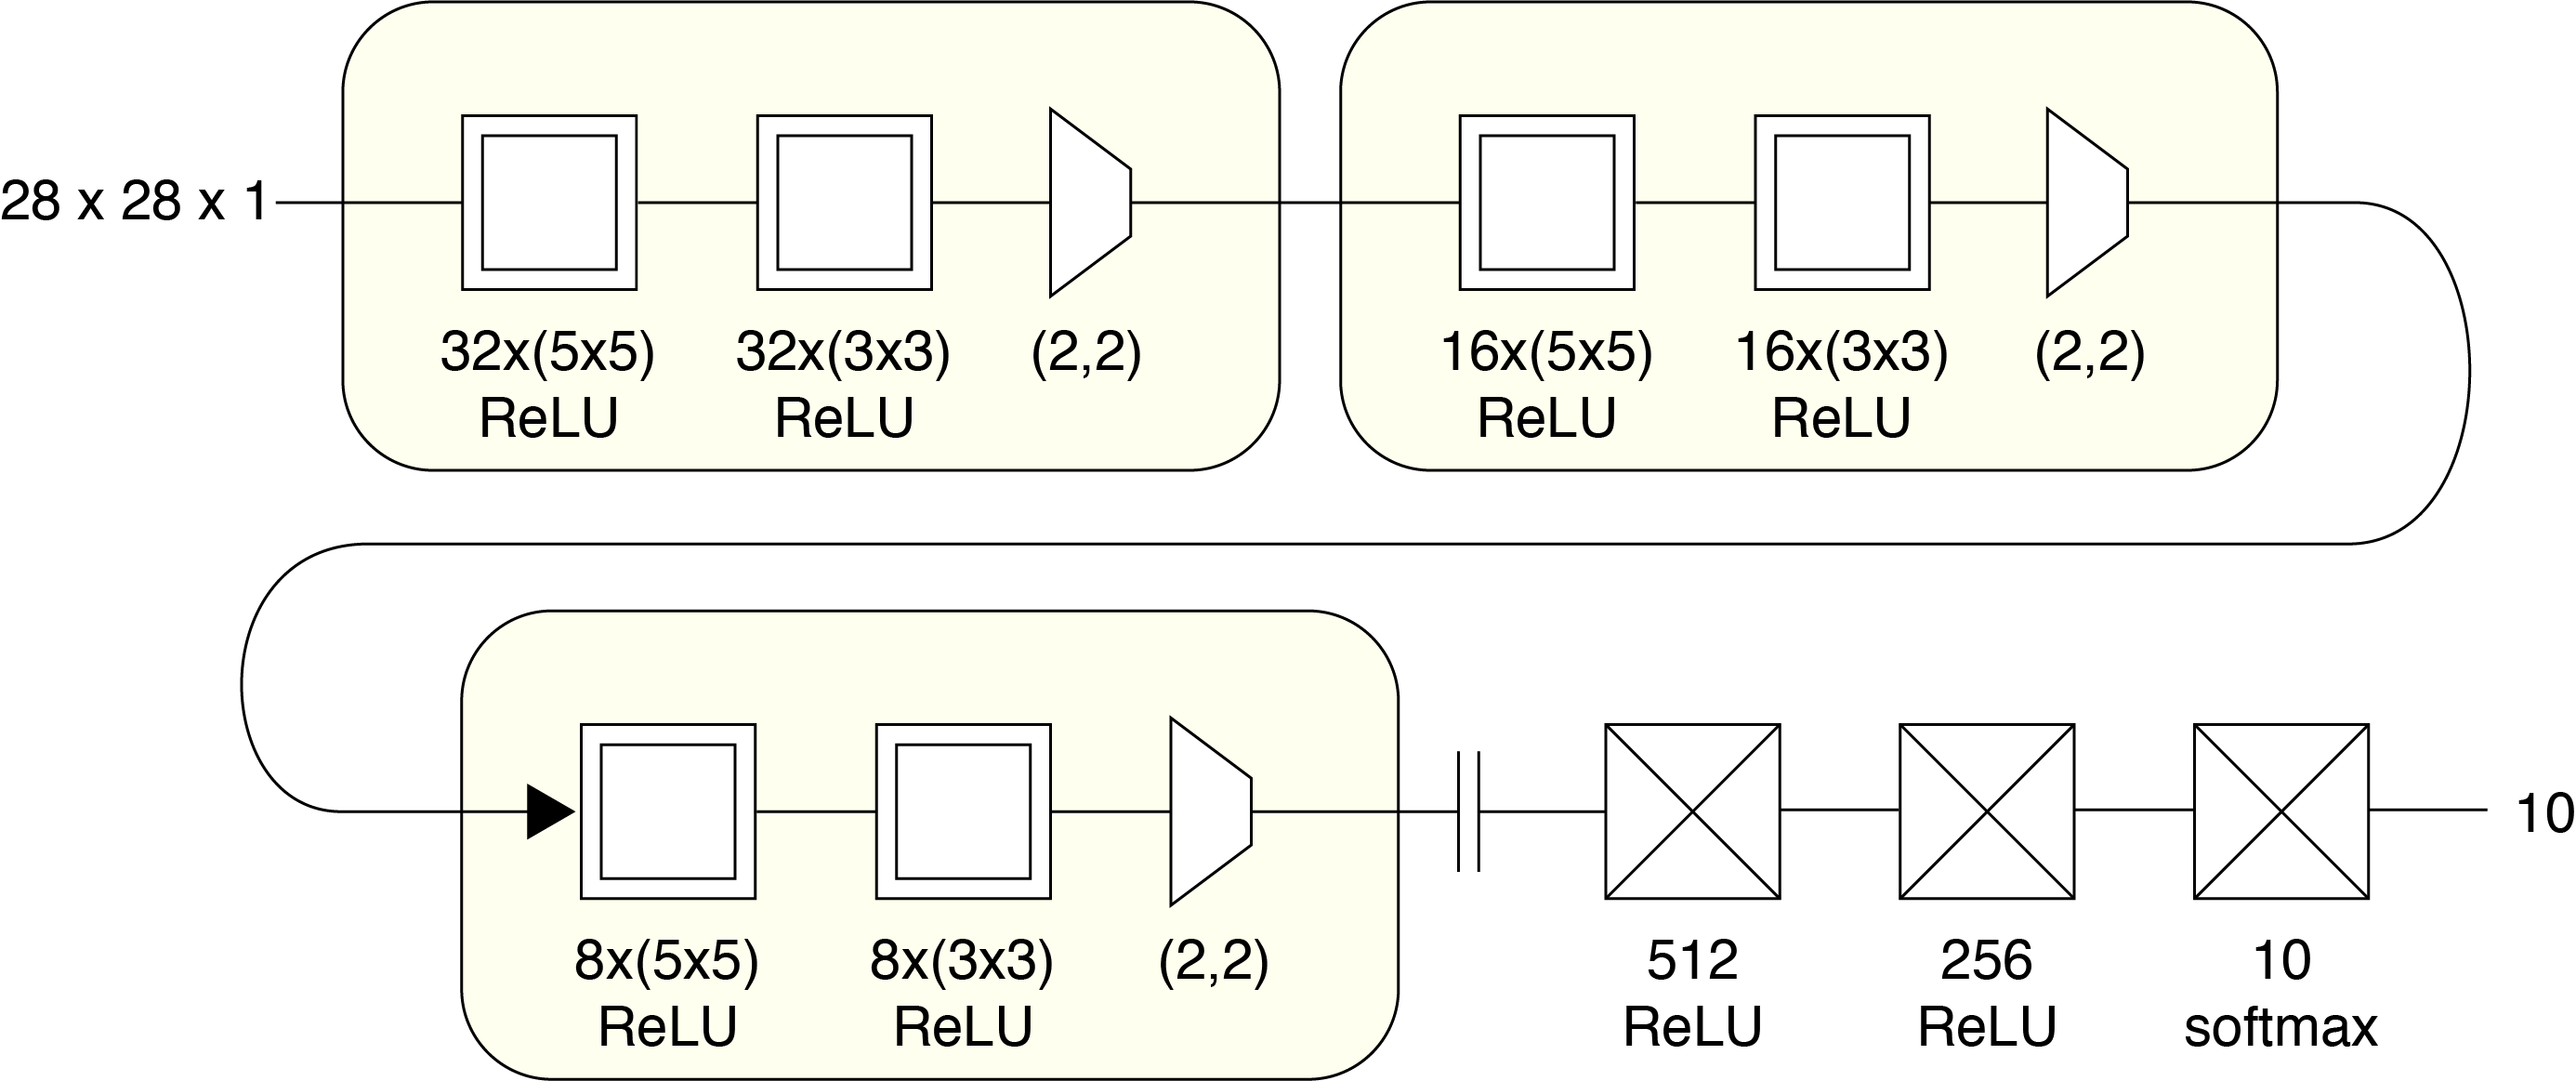 28 x 28 x 1
32x(5x5) 32x(3x3) (2,2) 16x(5x5) 16x(3x3) (2,2)
ReLU ReLU ReLU ReLU
10
8x(5x5) 8x(3x3) (2,2) 512 256 10
ReLU ReLU ReLU ReLU softmax